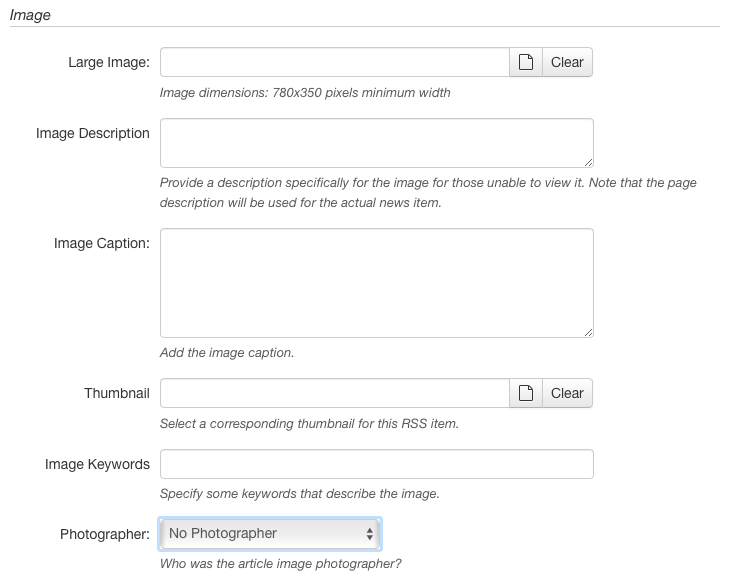 Image
Large Image:
Clear
Image dimensions: 780x350 pixels minimum width
Image Description
Provide a description specifically for the image for those unable to view it. Note that the page
description will be used for the actual news item.
Image Caption:
Add the image caption.
Thumbnail
Clear
Select a corresponding thumbnail for this RSS item.
Image Keywords
Specify some keywords that describe the image.
Photographer:
No Photographer
Who was the article image photographer?